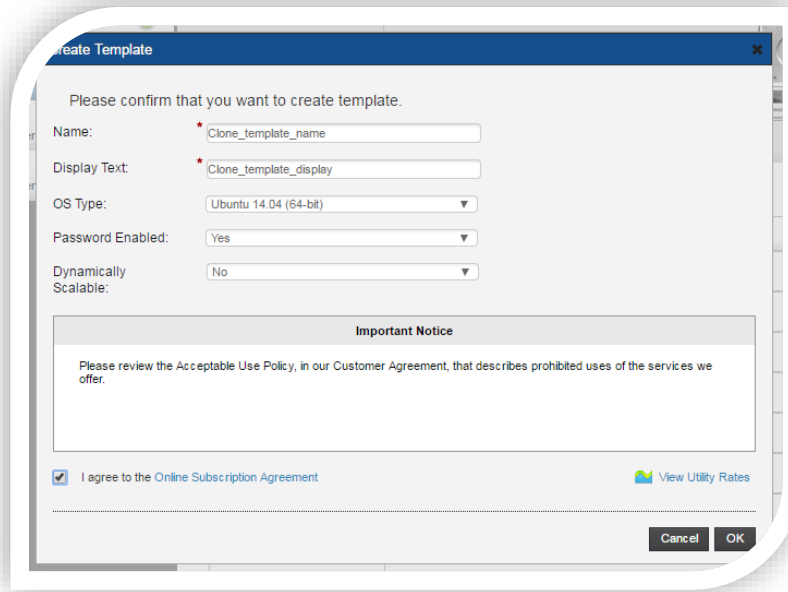 reate Template
Please confirm that you want to create template.
Name:
* Clone_template_name
Display Text:
* Clone_template_display
OS Type:
Ubuntu 14.04 (64-bit)
Password Enabled:
Yes
Dynamically
Scalable:
No
Important Notice
Please review the Acceptable Use Policy, in our Customer Agreement, that describes prohibited uses of the services we
offer.
I agree to the Online Subscription Agreement
View Utility Rates
Cancel
OK